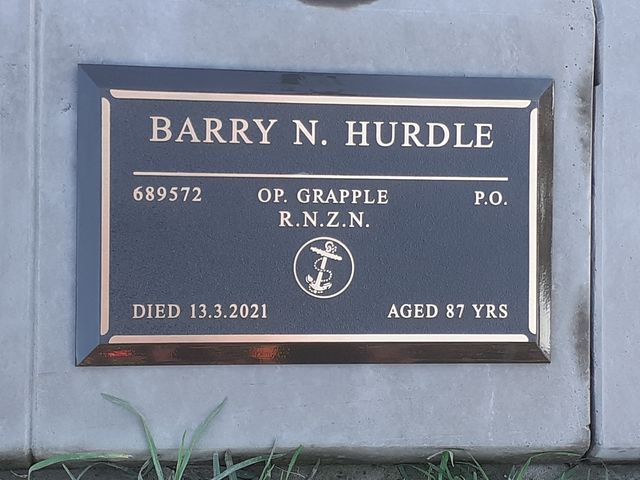 BARRY N. HURDLE
689572 OP. GRAPPLE P.O.
R.N.Z.N.
DIED 13.3.2021 AGED 87 YRS